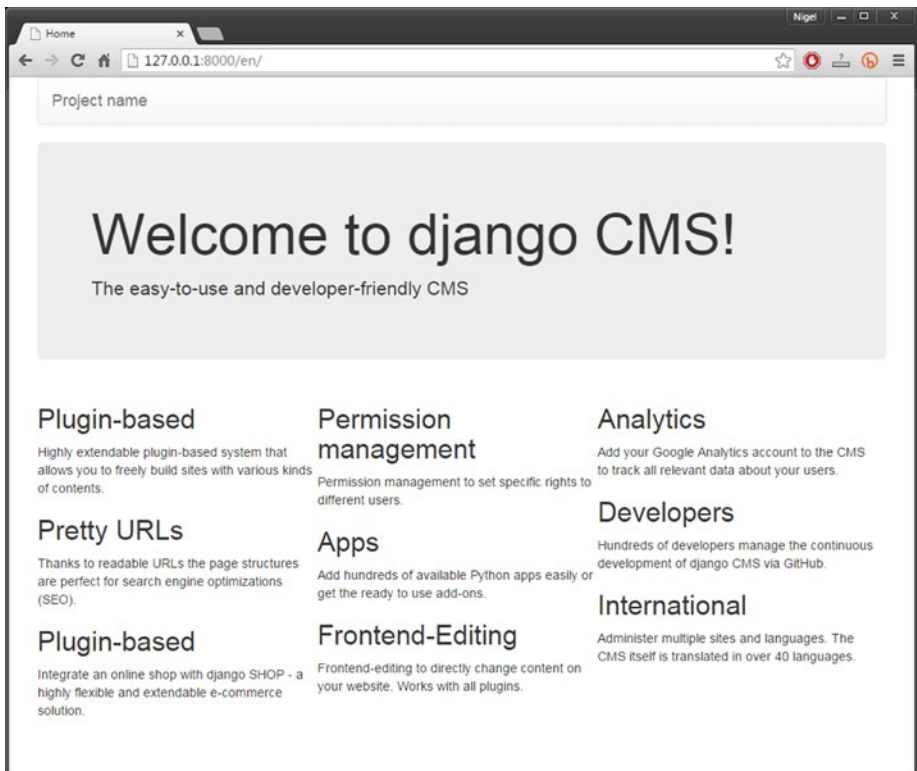 Nigel
Home
127.0.0.1:8000/en/
Project name
Welcome to django CMS!
The easy-to-use and developer-friendly CMS
Plugin-based
Highly extendable plugin-based system that
allows you to freely build sites with various kinds
of contents.
Pretty URLs
Thanks to readable URLs the page structures
are perfect for search engine optimizations
(SEO).
Plugin-based
Integrate an online shop with django SHOP - a
highly flexible and extendable e-commerce
solution.
Permission
management
Permission management to set specific rights to
different users.
Apps
Add hundreds of available Python apps easily or
get the ready to use add-ons.
Frontend-Editing
Frontend-editing to directly change content on
your website. Works with all plugins.
Analytics
Add your Google Analytics account to the CMS
to track all relevant data about your users.
Developers
Hundreds of developers manage the continuous
development of django CMS via GitHub.
International
Administer multiple sites and languages. The
CMS itself is translated in over 40 languages.